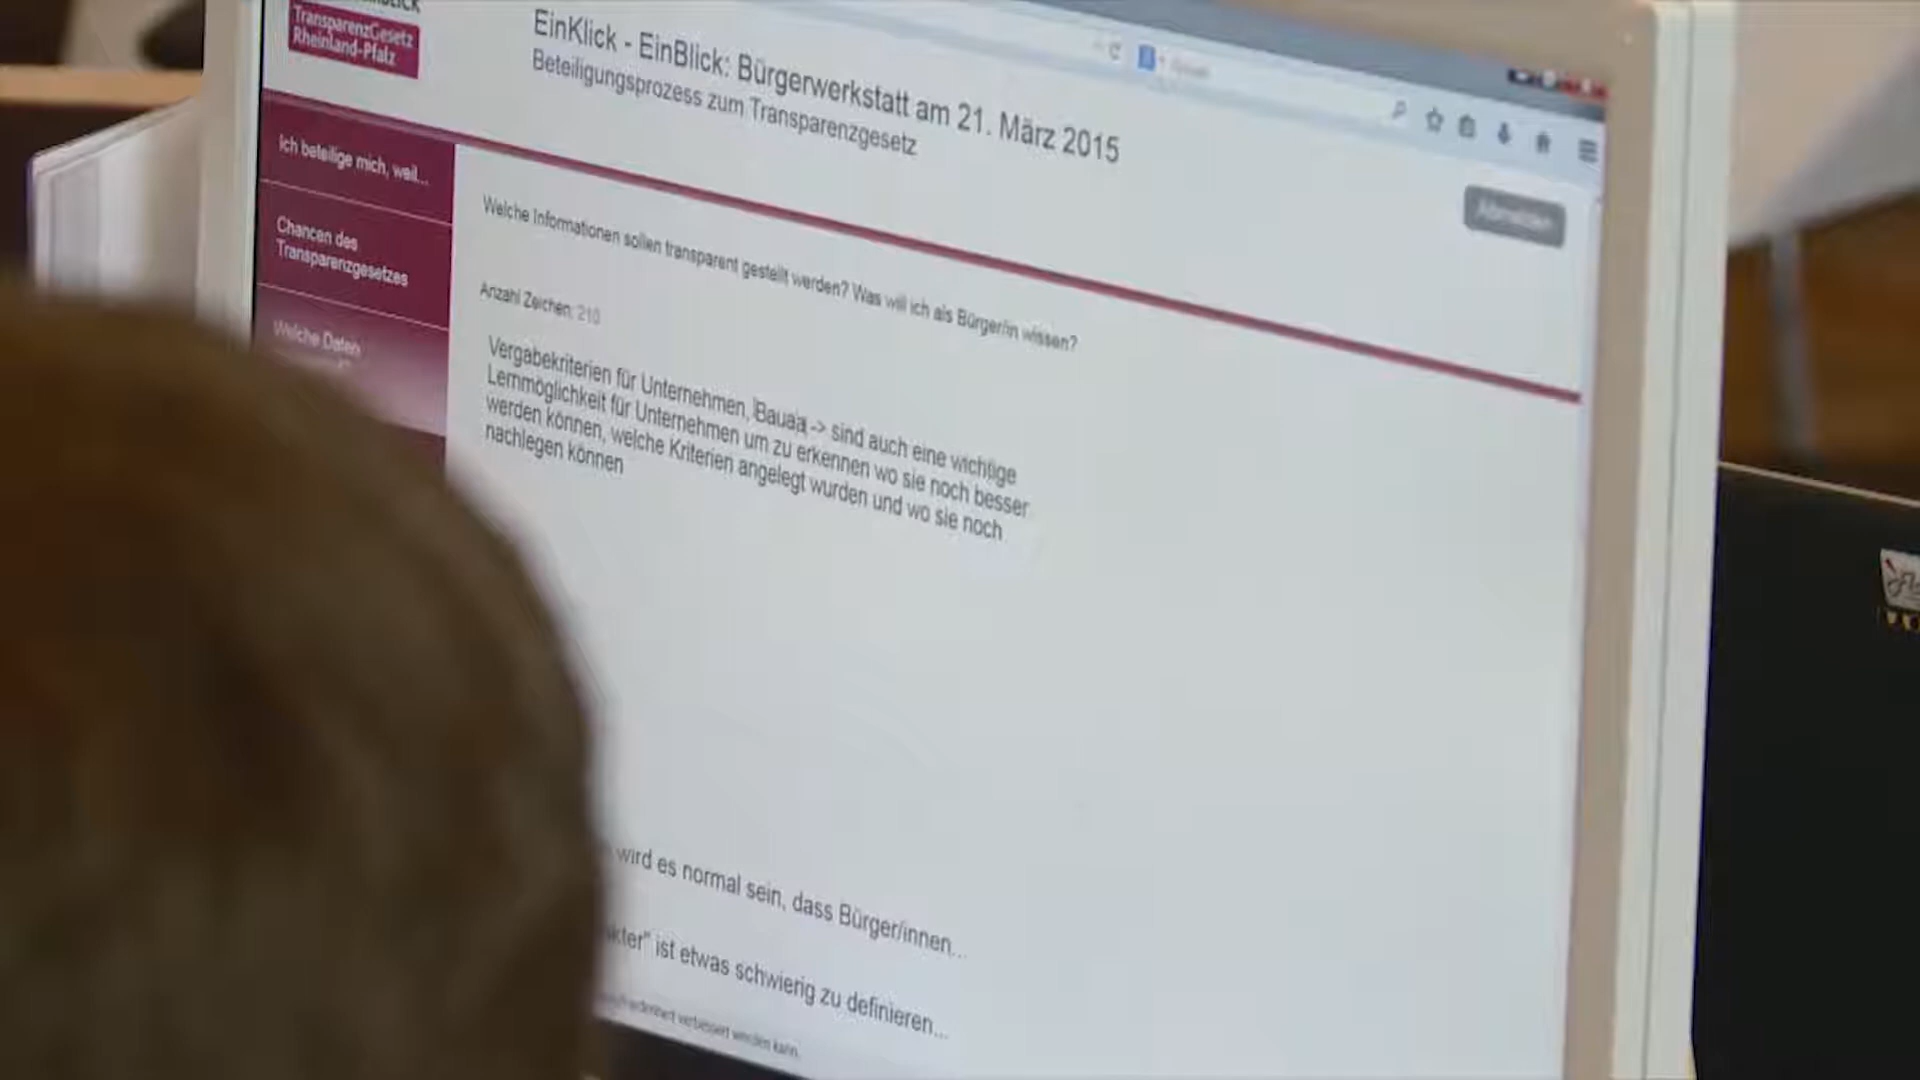 TransparenzGesetz
Rheinland-Pfalz
EinKlick - EinBlick: Bürgerwerkstatt am 21. März 2015
Beteiligungsprozess zum Transparenzgesetz
Ich beteilige mich, weil...
Chancen des
Transparenzgesetzes
Welche Daten
Welche Informationen sollen transparent gestellt werden? Was will ich als Bürger/in wissen?
Anzahl Zeichen: 210
Vergabekriterien für Unternehmen, Bauaa -> sind auch eine wichtige
Lernmöglichkeit für Unternehmen um zu erkennen wo sie noch besser
werden können, welche Kriterien angelegt wurden und wo sie noch
nachlegen können
wird es normal sein, dass Bürger/innen...
ist etwas schwierig zu definieren...
verbessert werden kann.